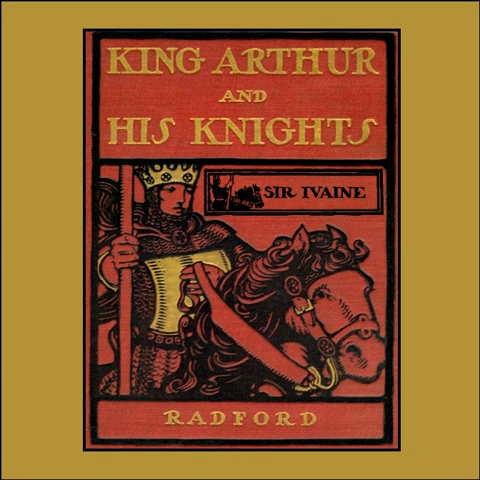 KING ARTHUR
AND
HIS KNIGHTS
SIR IVAINE
RADFORD